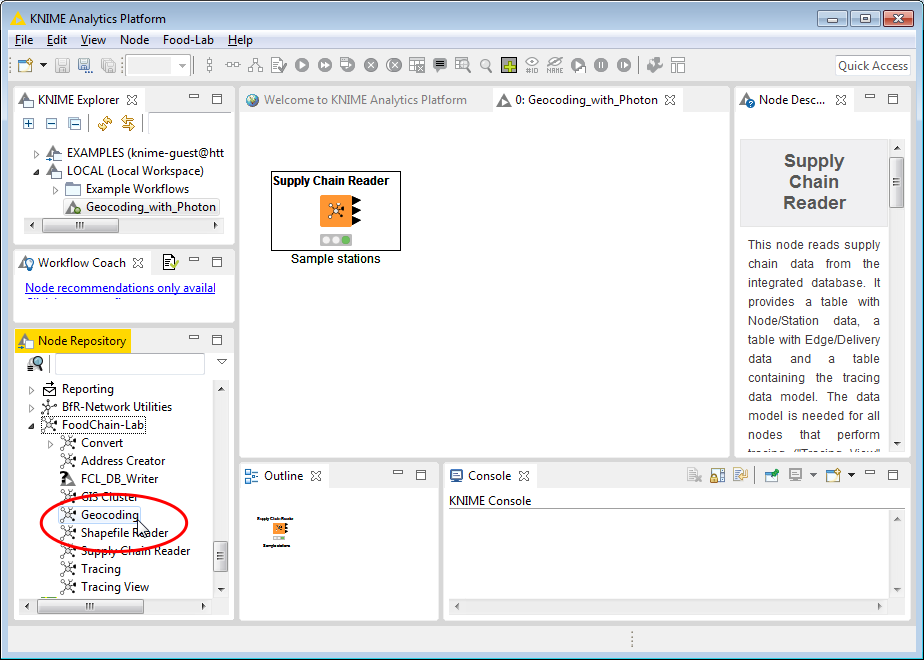 KNIME Analytics Platform
File Edit View Node Food-Lab Help
#ID
NAME
Quick Access
KNIME Explorer
EXAMPLES (knime-guest@htt
LOCAL (Local Workspace)
Example Workflows
Geocoding_with_Photon
Workflow Coach
Node recommendations only availal
Node Repository
Reporting
BfR-Network Utilities
FoodChain-Lab
Convert
Address Creator
FCL_DB_Writer
GIS Cluster
Geocoding
Shapefile Reader
Supply Chain Reader
Tracing
Tracing View
Welcome to KNIME Analytics Platform
0: Geocoding_with_Photon
Supply Chain Reader
Sample stations
Node Desc...
Supply
Chain
Reader
This node reads supply
chain data from the
integrated database. It
provides a table with
Node/Station data, a
table with Edge/Delivery
data and a table
containing the tracing
data model. The data
model is needed for all
nodes that perform
tracing ("Tracing View"
Outline
Supply Chain Reader
Sample stations
Console
KNIME Console